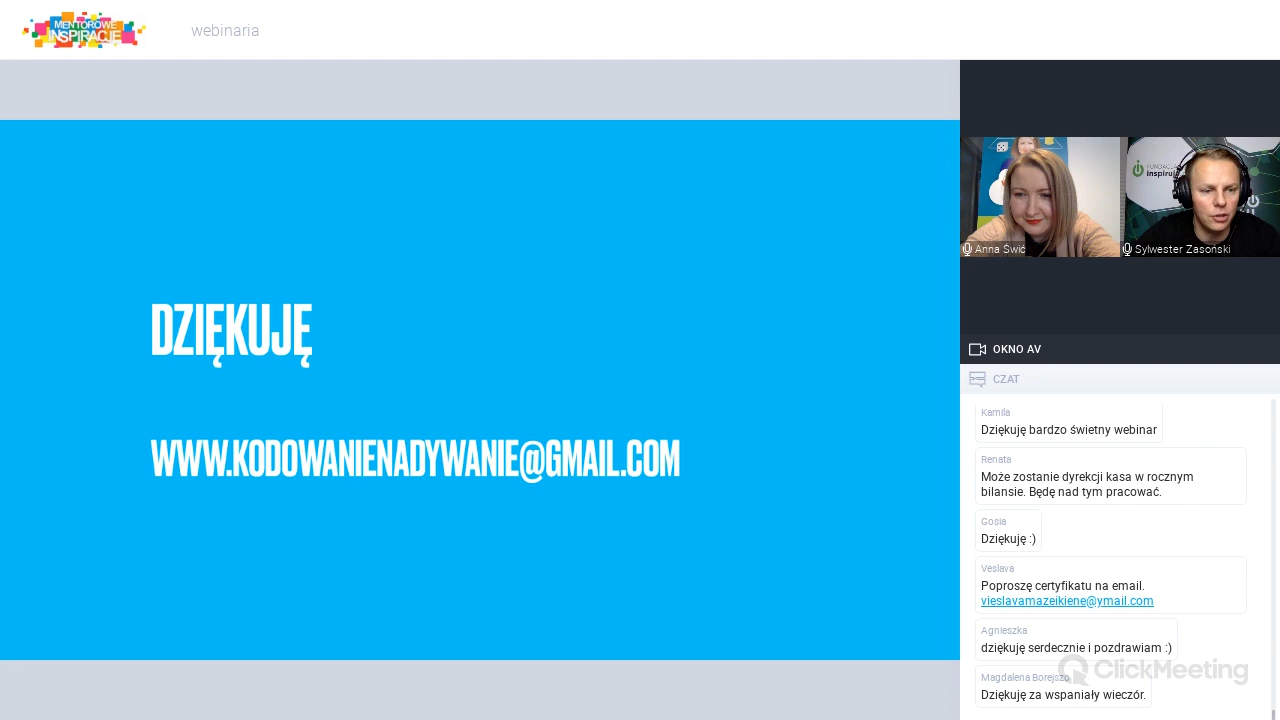 MENTOROWE
INSPIRACJE
webinaria
DZIĘKUJĘ
WWW.KODOWANIENADYWANIE@GMAIL.COM
FUNDACJA
inspiruj
Anna Świć
Sylwester Zasoński
OKNO AV
CZAT
Kamila
Dziękuję bardzo świetny webinar
Renata
Może zostanie dyrekcji kasa w rocznym
bilansie. Będę nad tym pracować.
Gosia
Dziękuję :)
Veslava
Poproszę certyfikatu na email.
vieslavamazeikiene@ymail.com
Agnieszka
dziękuję serdecznie i pozdrawiam :)
ClickMeeting
Magdalena Borejszo
Dziękuję za wspaniały wieczór.